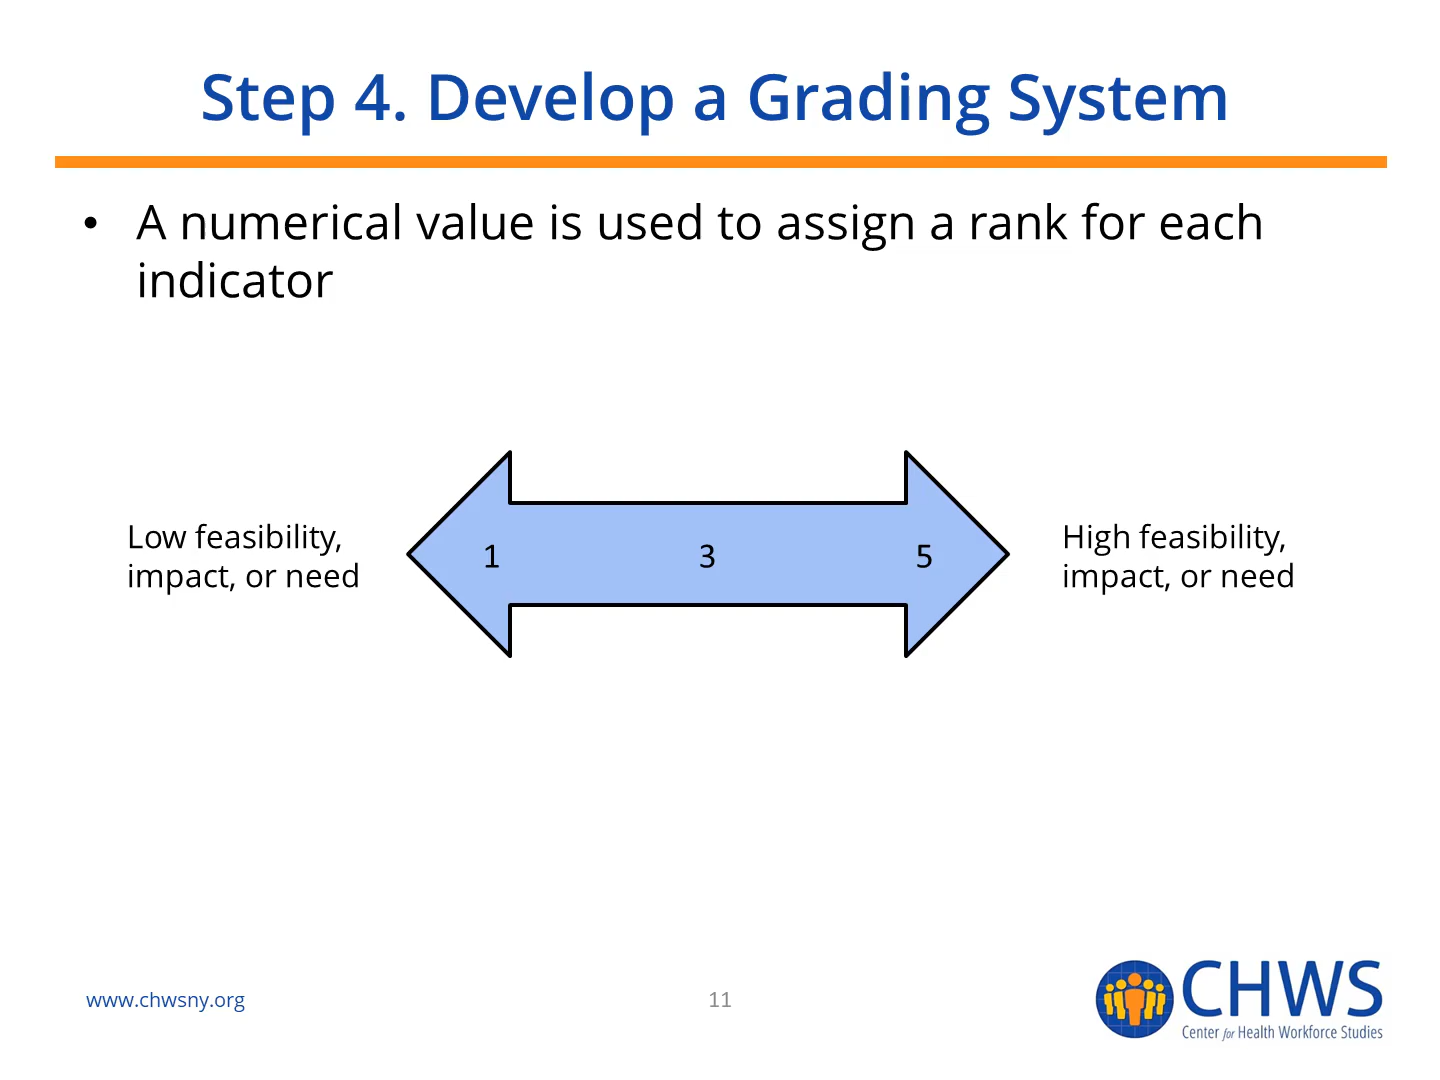 Step 4. Develop a Grading System
• A numerical value is used to assign a rank for each
indicator
Low feasibility,
impact, or need
1 3 5
High feasibility,
impact, or need
www.chwsny.org
11
CHWS
Center for Health Workforce Studies